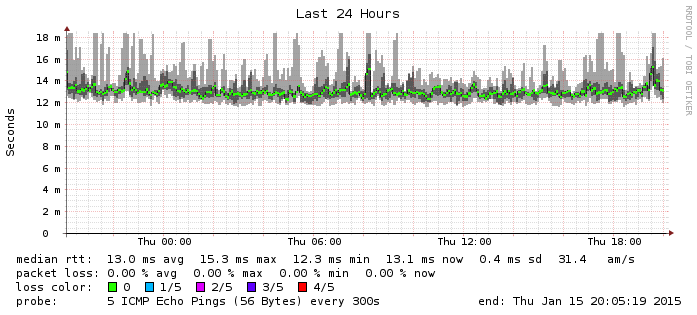 Last 24 Hours
RRDTOOL / TOBI OETIKER
Seconds
18 m
16 m
14 m
12 m
10 m
8 m
6 m
4 m
2 m
0
Thu 00:00 Thu 06:00 Thu 12:00 Thu 18:00
median rtt: 13.0 ms avg 15.3 ms max 12.3 ms min 13.1 ms now 0.4 ms sd 31.4 am/s
packet loss: 0.00 % avg 0.00 % max 0.00 % min 0.00 % now
loss color: 0 1/5 2/5 3/5 4/5
probe: 5 ICMP Echo Pings (56 Bytes) every 300s end: Thu Jan 15 20:05:19 2015